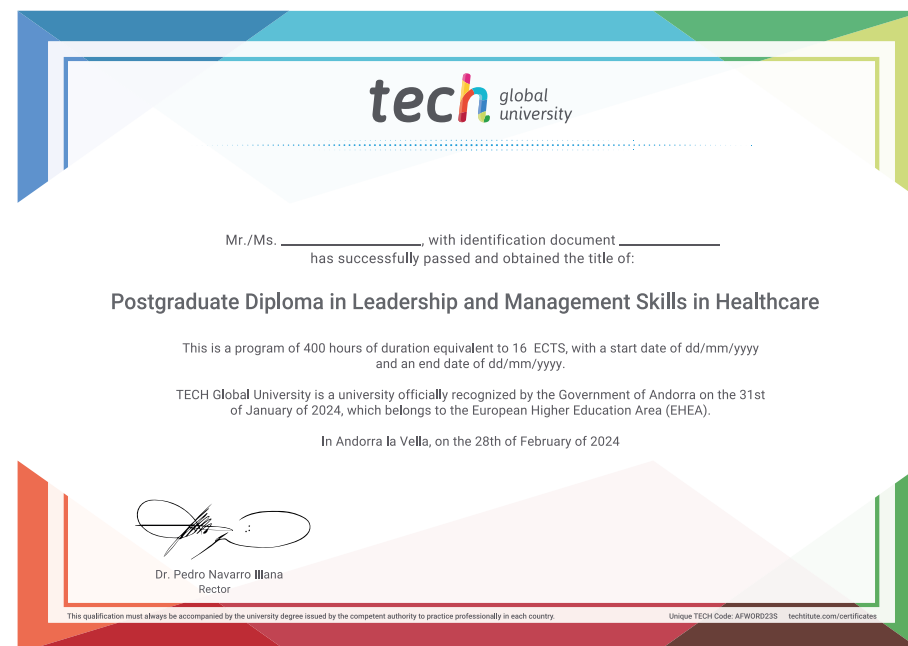 tech global university
Mr./Ms. ____________, with identification document ____________
has successfully passed and obtained the title of:
Postgraduate Diploma in Leadership and Management Skills in Healthcare
This is a program of 400 hours of duration equivalent to 16 ECTS, with a start date of dd/mm/yyyy
and an end date of dd/mm/yyyy.
TECH Global University is a university officially recognized by the Government of Andorra on the 31st
of January of 2024, which belongs to the European Higher Education Area (EHEA).
In Andorra la Vella, on the 28th of February of 2024
Dr. Pedro Navarro Illana
Rector
This qualification must always be accompanied by the university degree issued by the competent authority to practice professionally in each country. Unique TECH Code: AFWORD23S techtitute.com/certificates